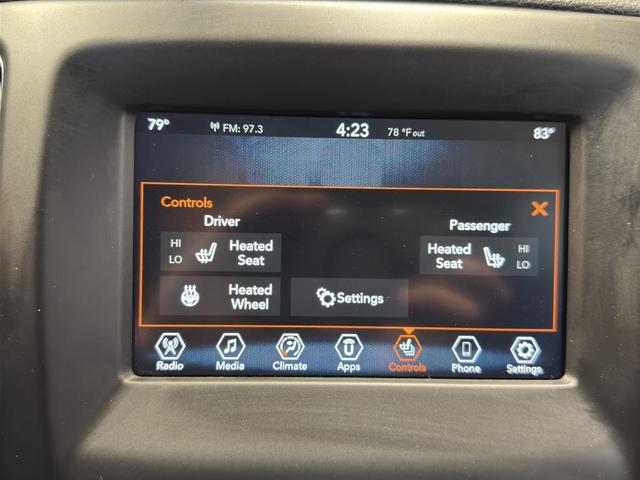 79° FM: 97.3 4:23 78 °F out 83°
Controls
Driver
Passenger
HI
LO
Heated
Seat
Heated
Seat
HI
LO
Heated
Wheel
Settings
Radio Media Climate Apps Controls Phone Settings